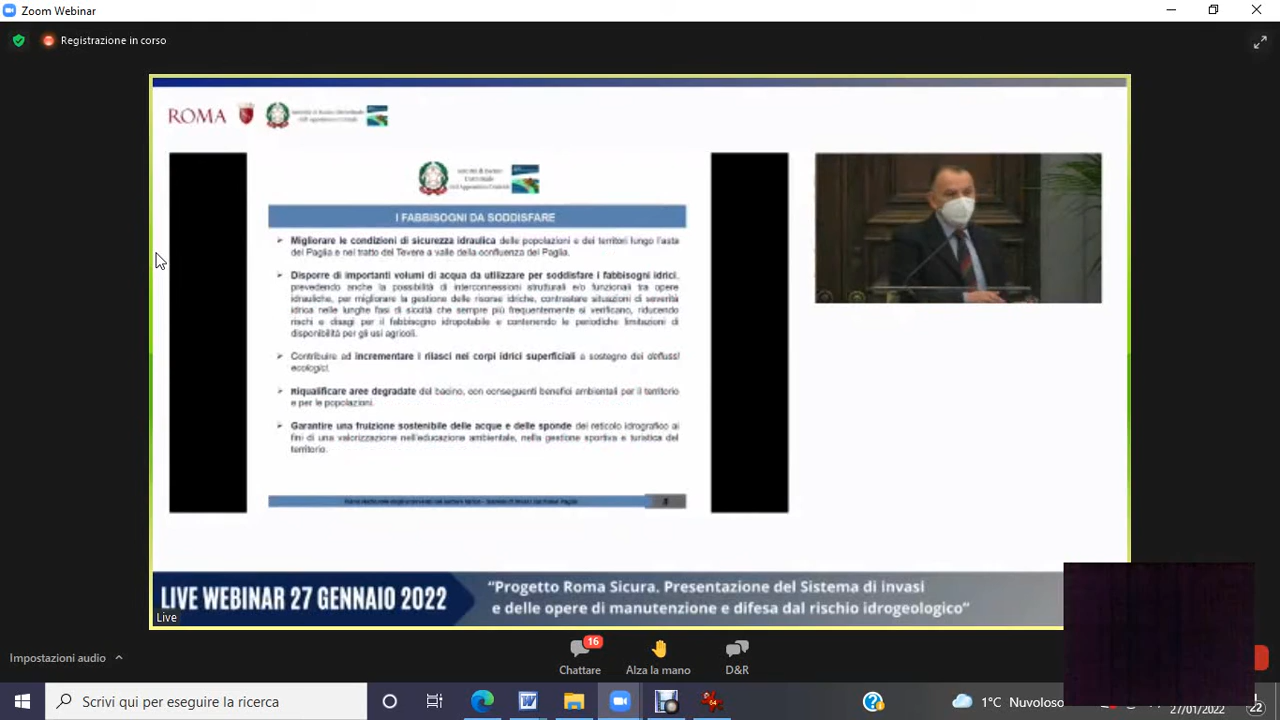 Zoom Webinar
Registrazione in corso
ROMA
I FABBISOGNI DA SODDISFARE
Migliorare le condizioni di sicurezza idraulica delle popolazioni e dei territori lungo l'asta
del Paglia e nel tratto del Tevere a valle della confluenza del Paglia.
Disporre di importanti volumi di acqua da utilizzare per soddisfare i fabbisogni idrici,
prevedendo anche la possibilità di interconnessioni strutturali e/o funzionali tra opere
idrauliche, per migliorare la gestione delle risorse idriche, contrastare situazioni di severità
idrica nelle lunghe fasi di siccità che sempre più frequentemente si verificano, riducendo
rischi e disagi per il fabbisogno idropotabile e contenendo le periodiche limitazioni di
disponibilità per gli usi agricoli.
Contribuire ad incrementare i rilasci nei corpi idrici superficiali a sostegno dei deflussi
ecologici.
Riqualificare aree degradate del bacino, con conseguenti benefici ambientali per il territorio
e per le popolazioni.
Garantire una fruizione sostenibile delle acque e delle sponde del reticolo idrografico ai
fini di una valorizzazione nell'educazione ambientale, nella gestione sportiva e turistica del
territorio.
LIVE WEBINAR 27 GENNAIO 2022
"Progetto Roma Sicura. Presentazione del Sistema di invasi
e delle opere di manutenzione e difesa dal rischio idrogeologico"
Live
Impostazioni audio
16
Chattare
Alza la mano
D&R
Scrivi qui per eseguire la ricerca
W
64
1°C Nuvoloso
27/01/2022
22